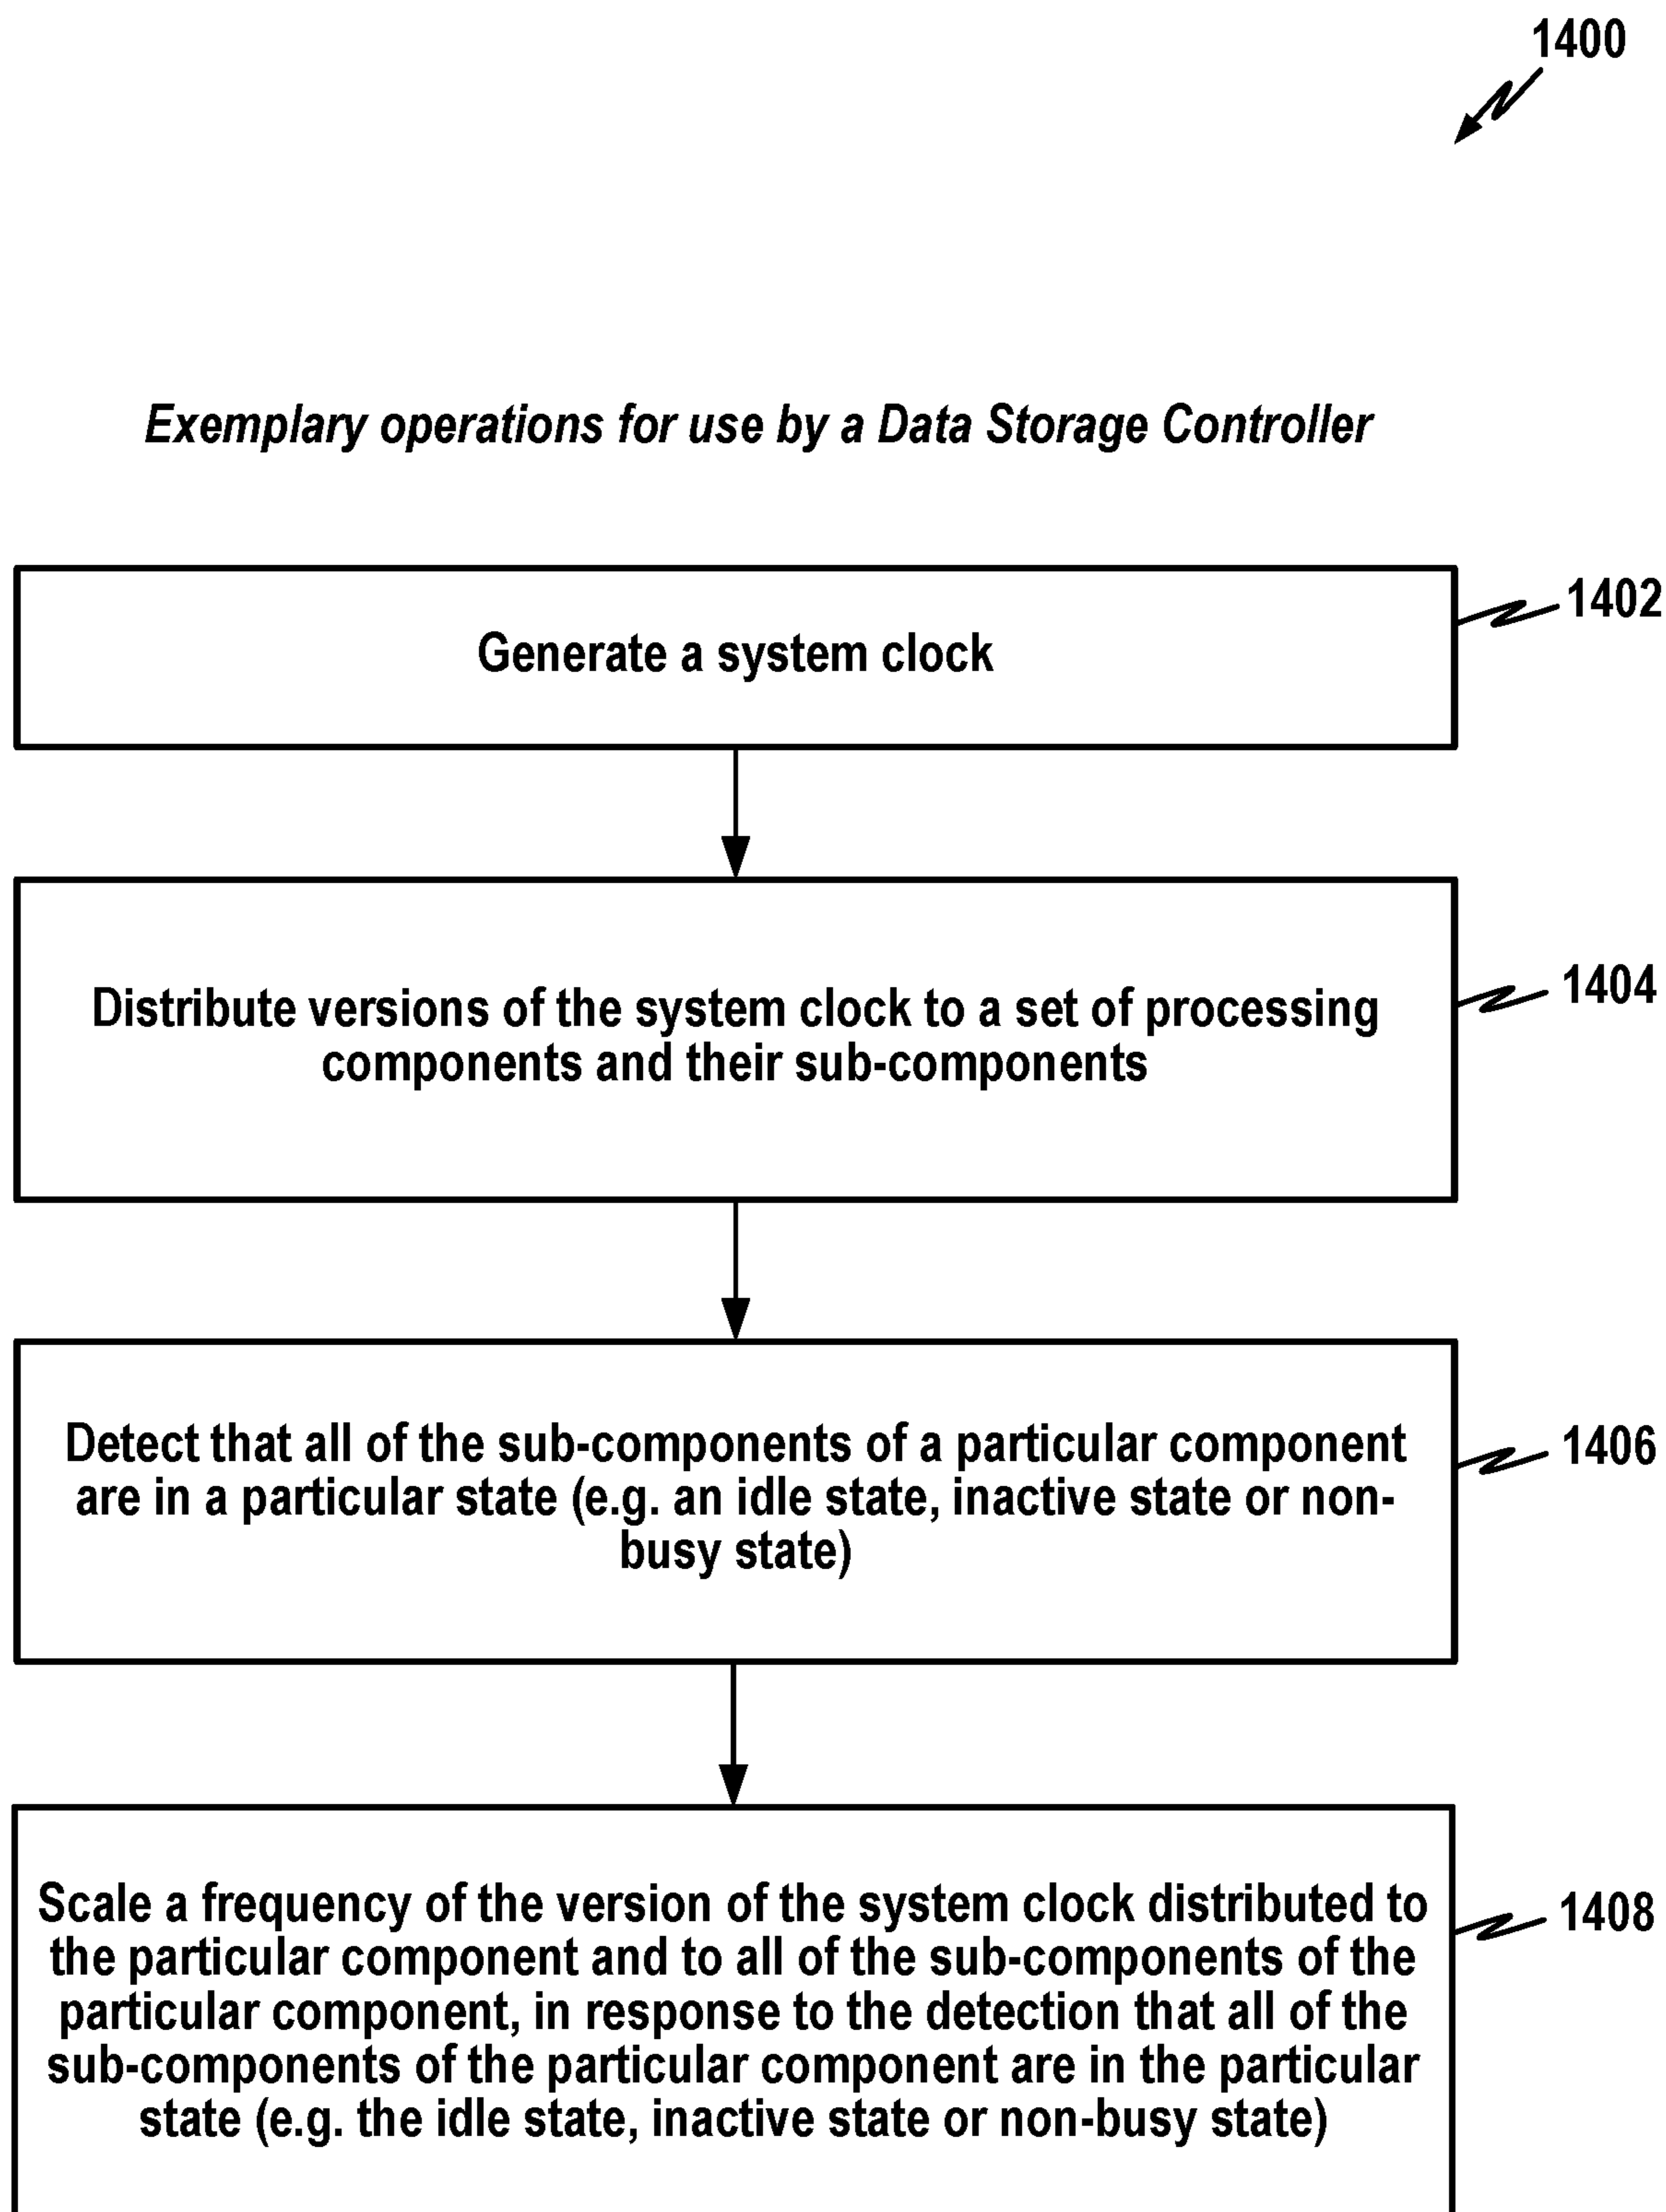 1400
Exemplary operations for use by a Data Storage Controller
1402
Generate a system clock
1404
Distribute versions of the system clock to a set of processing
components and their sub-components
1406
Detect that all of the sub-components of a particular component
are in a particular state (e.g. an idle state, inactive state or non-
busy state)
1408
Scale a frequency of the version of the system clock distributed to
the particular component and to all of the sub-components of the
particular component, in response to the detection that all of the
sub-components of the particular component are in the particular
state (e.g. the idle state, inactive state or non-busy state)